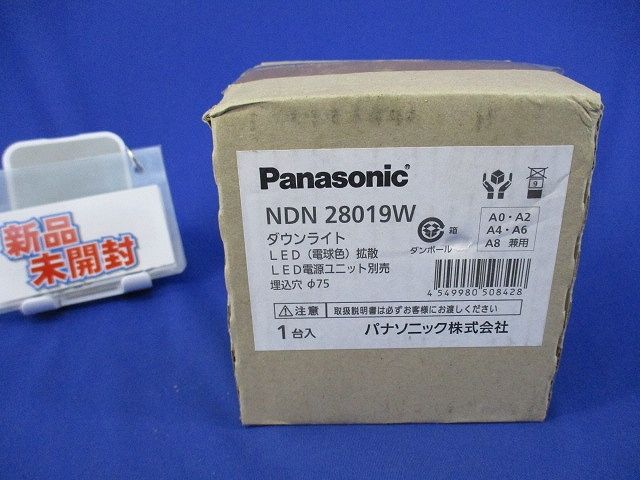 新品
未開封
Panasonic
NDN 28019W
ダウンライト
LED（電球色）拡散
LED電源ユニット別売
埋込穴 φ75
箱
ダンボール
9
A0・A2
A4・A6
A8 兼用
4 549980 508428
⚠注意 取扱説明書は必ずお客様にお渡しください。
1台入 パナソニック株式会社